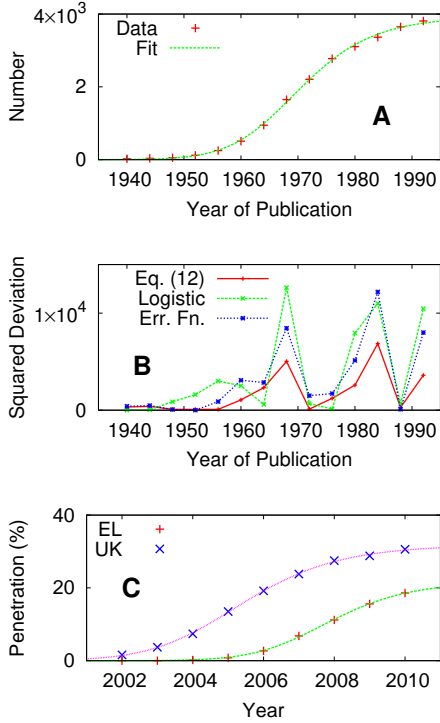 4×10³
Data
Fit
2
Number
A
0
1940 1950 1960 1970 1980 1990
Year of Publication
Eq. (12)
Logistic
Err. Fn.
1×10⁴
Squared Deviation
B
0
1940 1950 1960 1970 1980 1990
Year of Publication
40
EL
UK
Penetration (%)
20
C
0
2002 2004 2006 2008 2010
Year